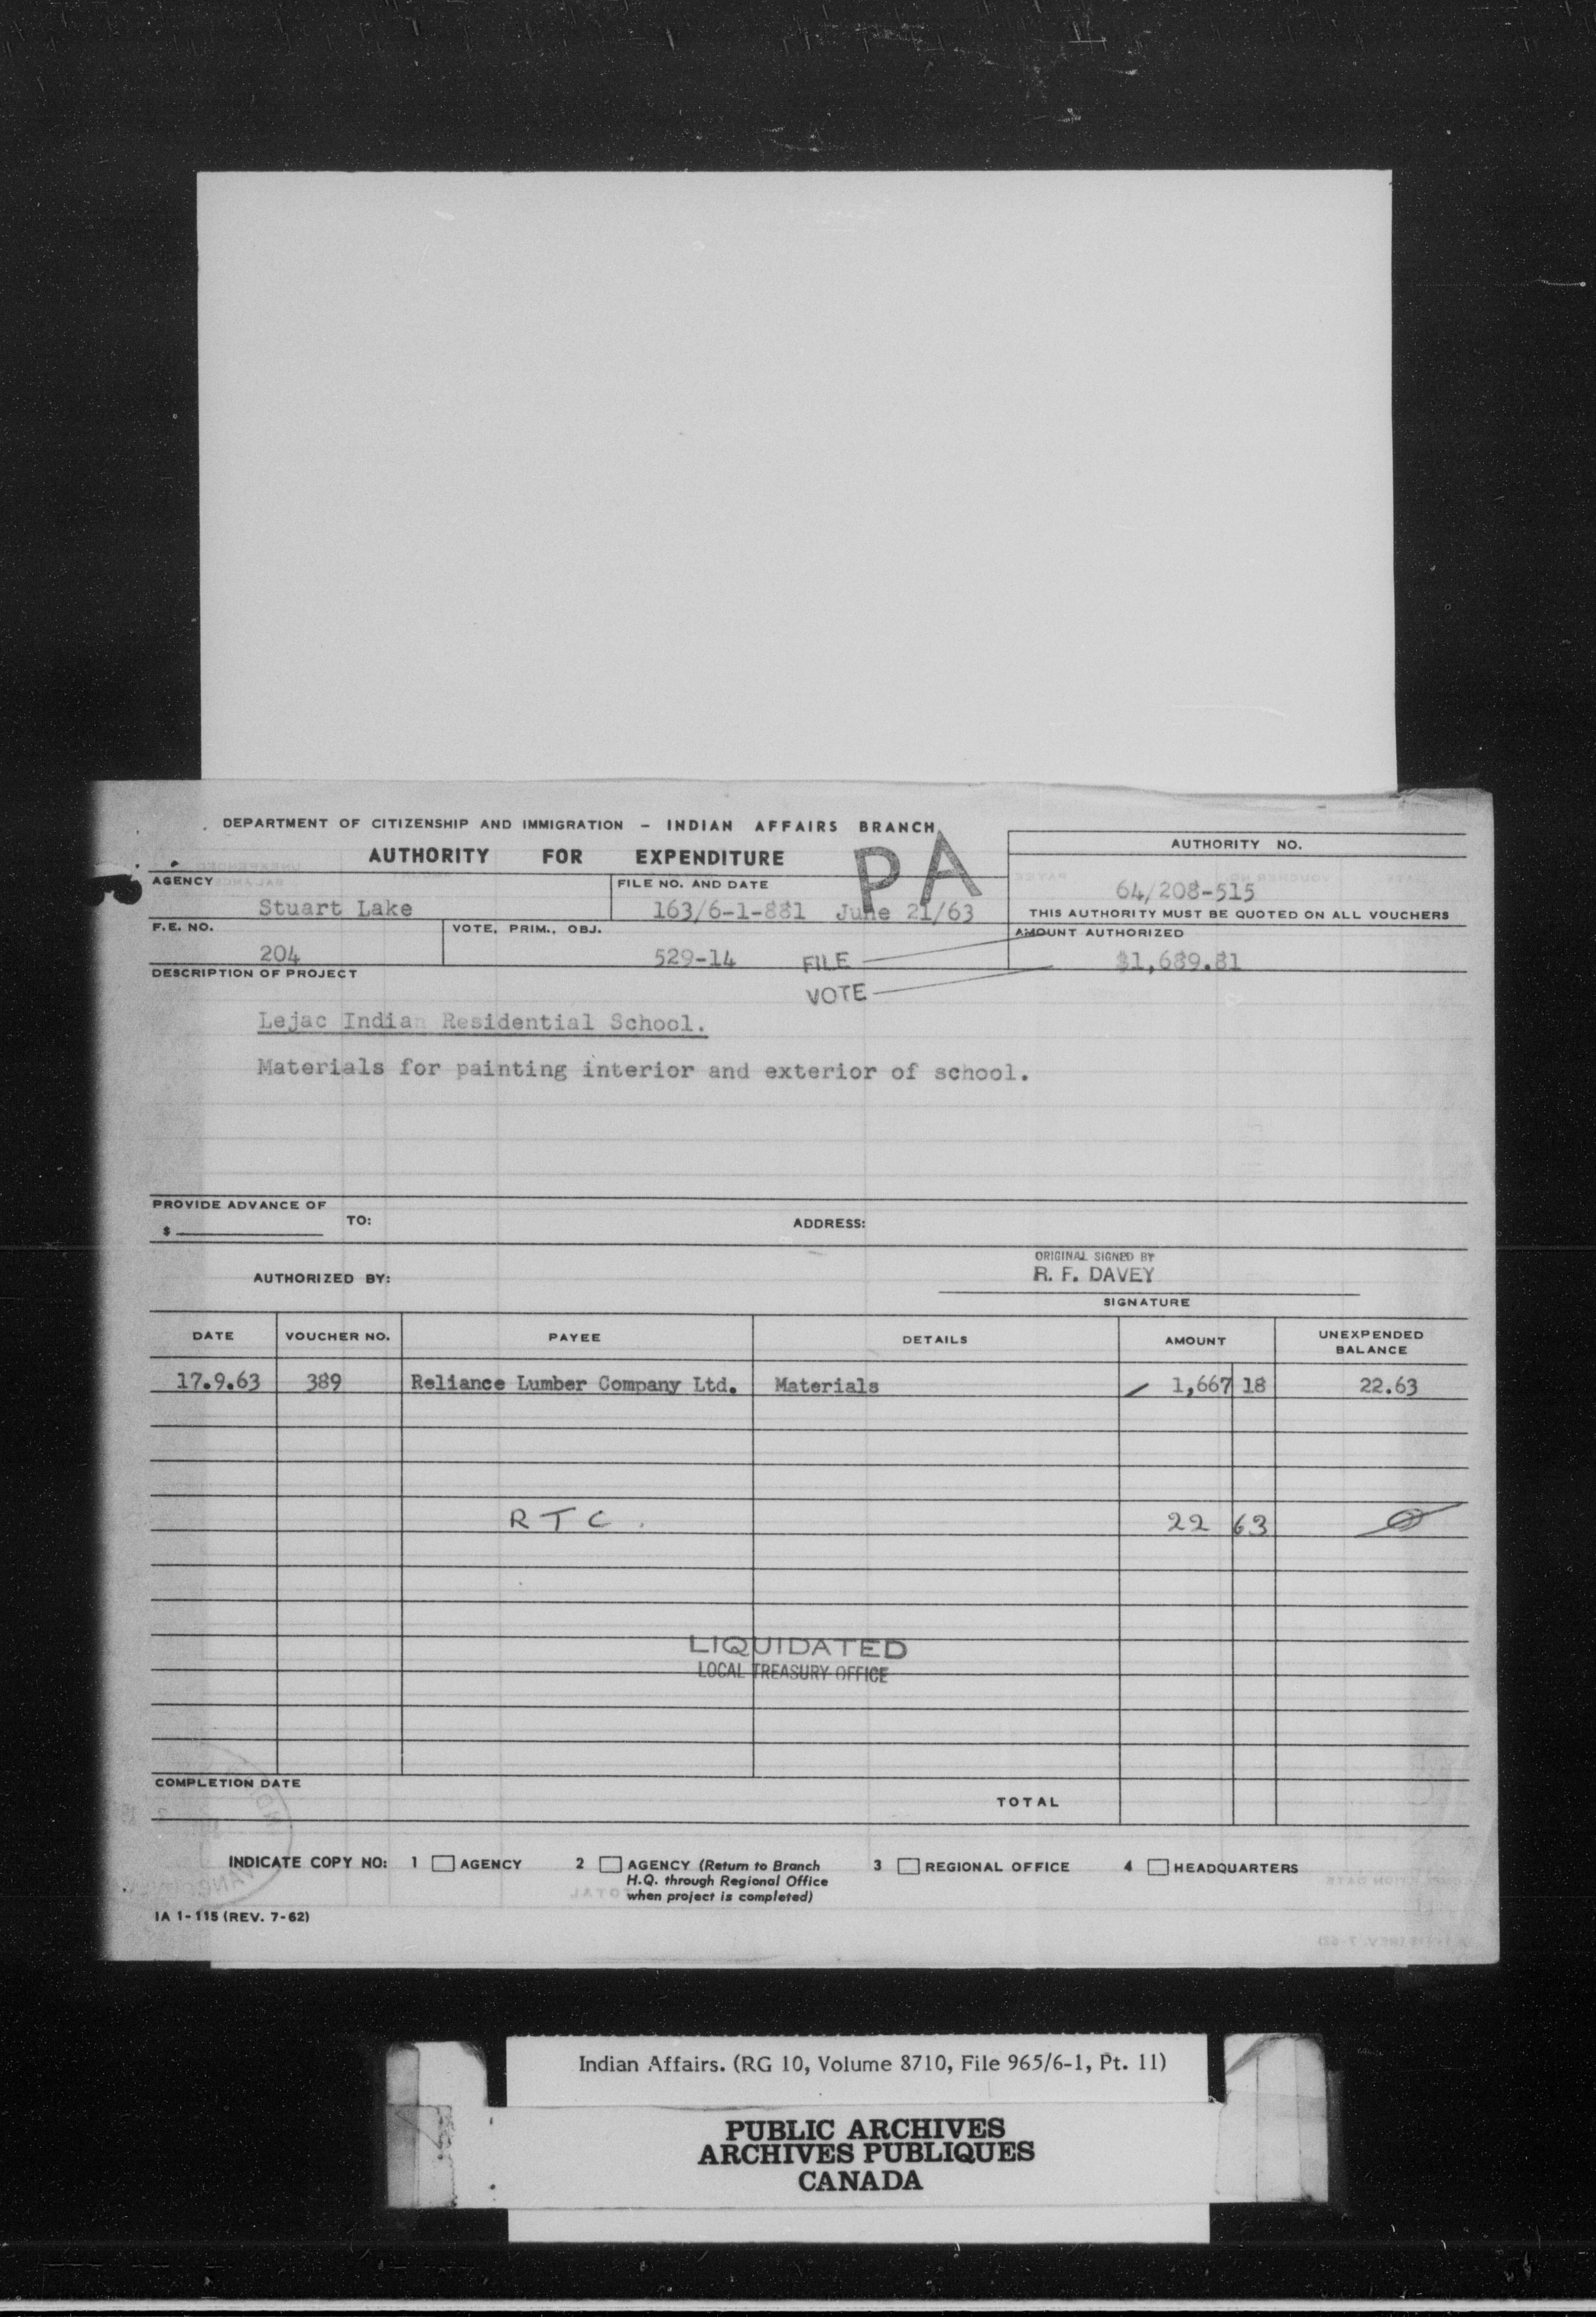 DEPARTMENT OF CITIZENSHIP AND IMMIGRATION – INDIAN AFFAIRS BRANCH
AUTHORITY FOR EXPENDITURE
PA
AUTHORITY NO.
64/208-515
THIS AUTHORITY MUST BE QUOTED ON ALL VOUCHERS
AGENCY
Stuart Lake
FILE NO. AND DATE
163/6-1-881 June 21/63
F.E. NO.
204
VOTE, PRIM., OBJ.
529-14
FILE
VOTE
AMOUNT AUTHORIZED
$1,689.81
DESCRIPTION OF PROJECT
Lejac Indian Residential School.
Materials for painting interior and exterior of school.
PROVIDE ADVANCE OF
$ TO: ADDRESS:
AUTHORIZED BY:
ORIGINAL SIGNED BY
R. F. DAVEY
SIGNATURE
DATE VOUCHER NO. PAYEE DETAILS AMOUNT UNEXPENDED BALANCE
17.9.63 389 Reliance Lumber Company Ltd. Materials 1,667 18 22.63
R T C . 22 63 0
LIQUIDATED
LOCAL TREASURY OFFICE
COMPLETION DATE
TOTAL
INDICATE COPY NO: 1 AGENCY 2 AGENCY (Return to Branch 3 REGIONAL OFFICE 4 HEADQUARTERS
H.Q. through Regional Office
when project is completed)
IA 1-115 (REV. 7-62)
Indian Affairs. (RG 10, Volume 8710, File 965/6-1, Pt. 11)
PUBLIC ARCHIVES
ARCHIVES PUBLIQUES
CANADA